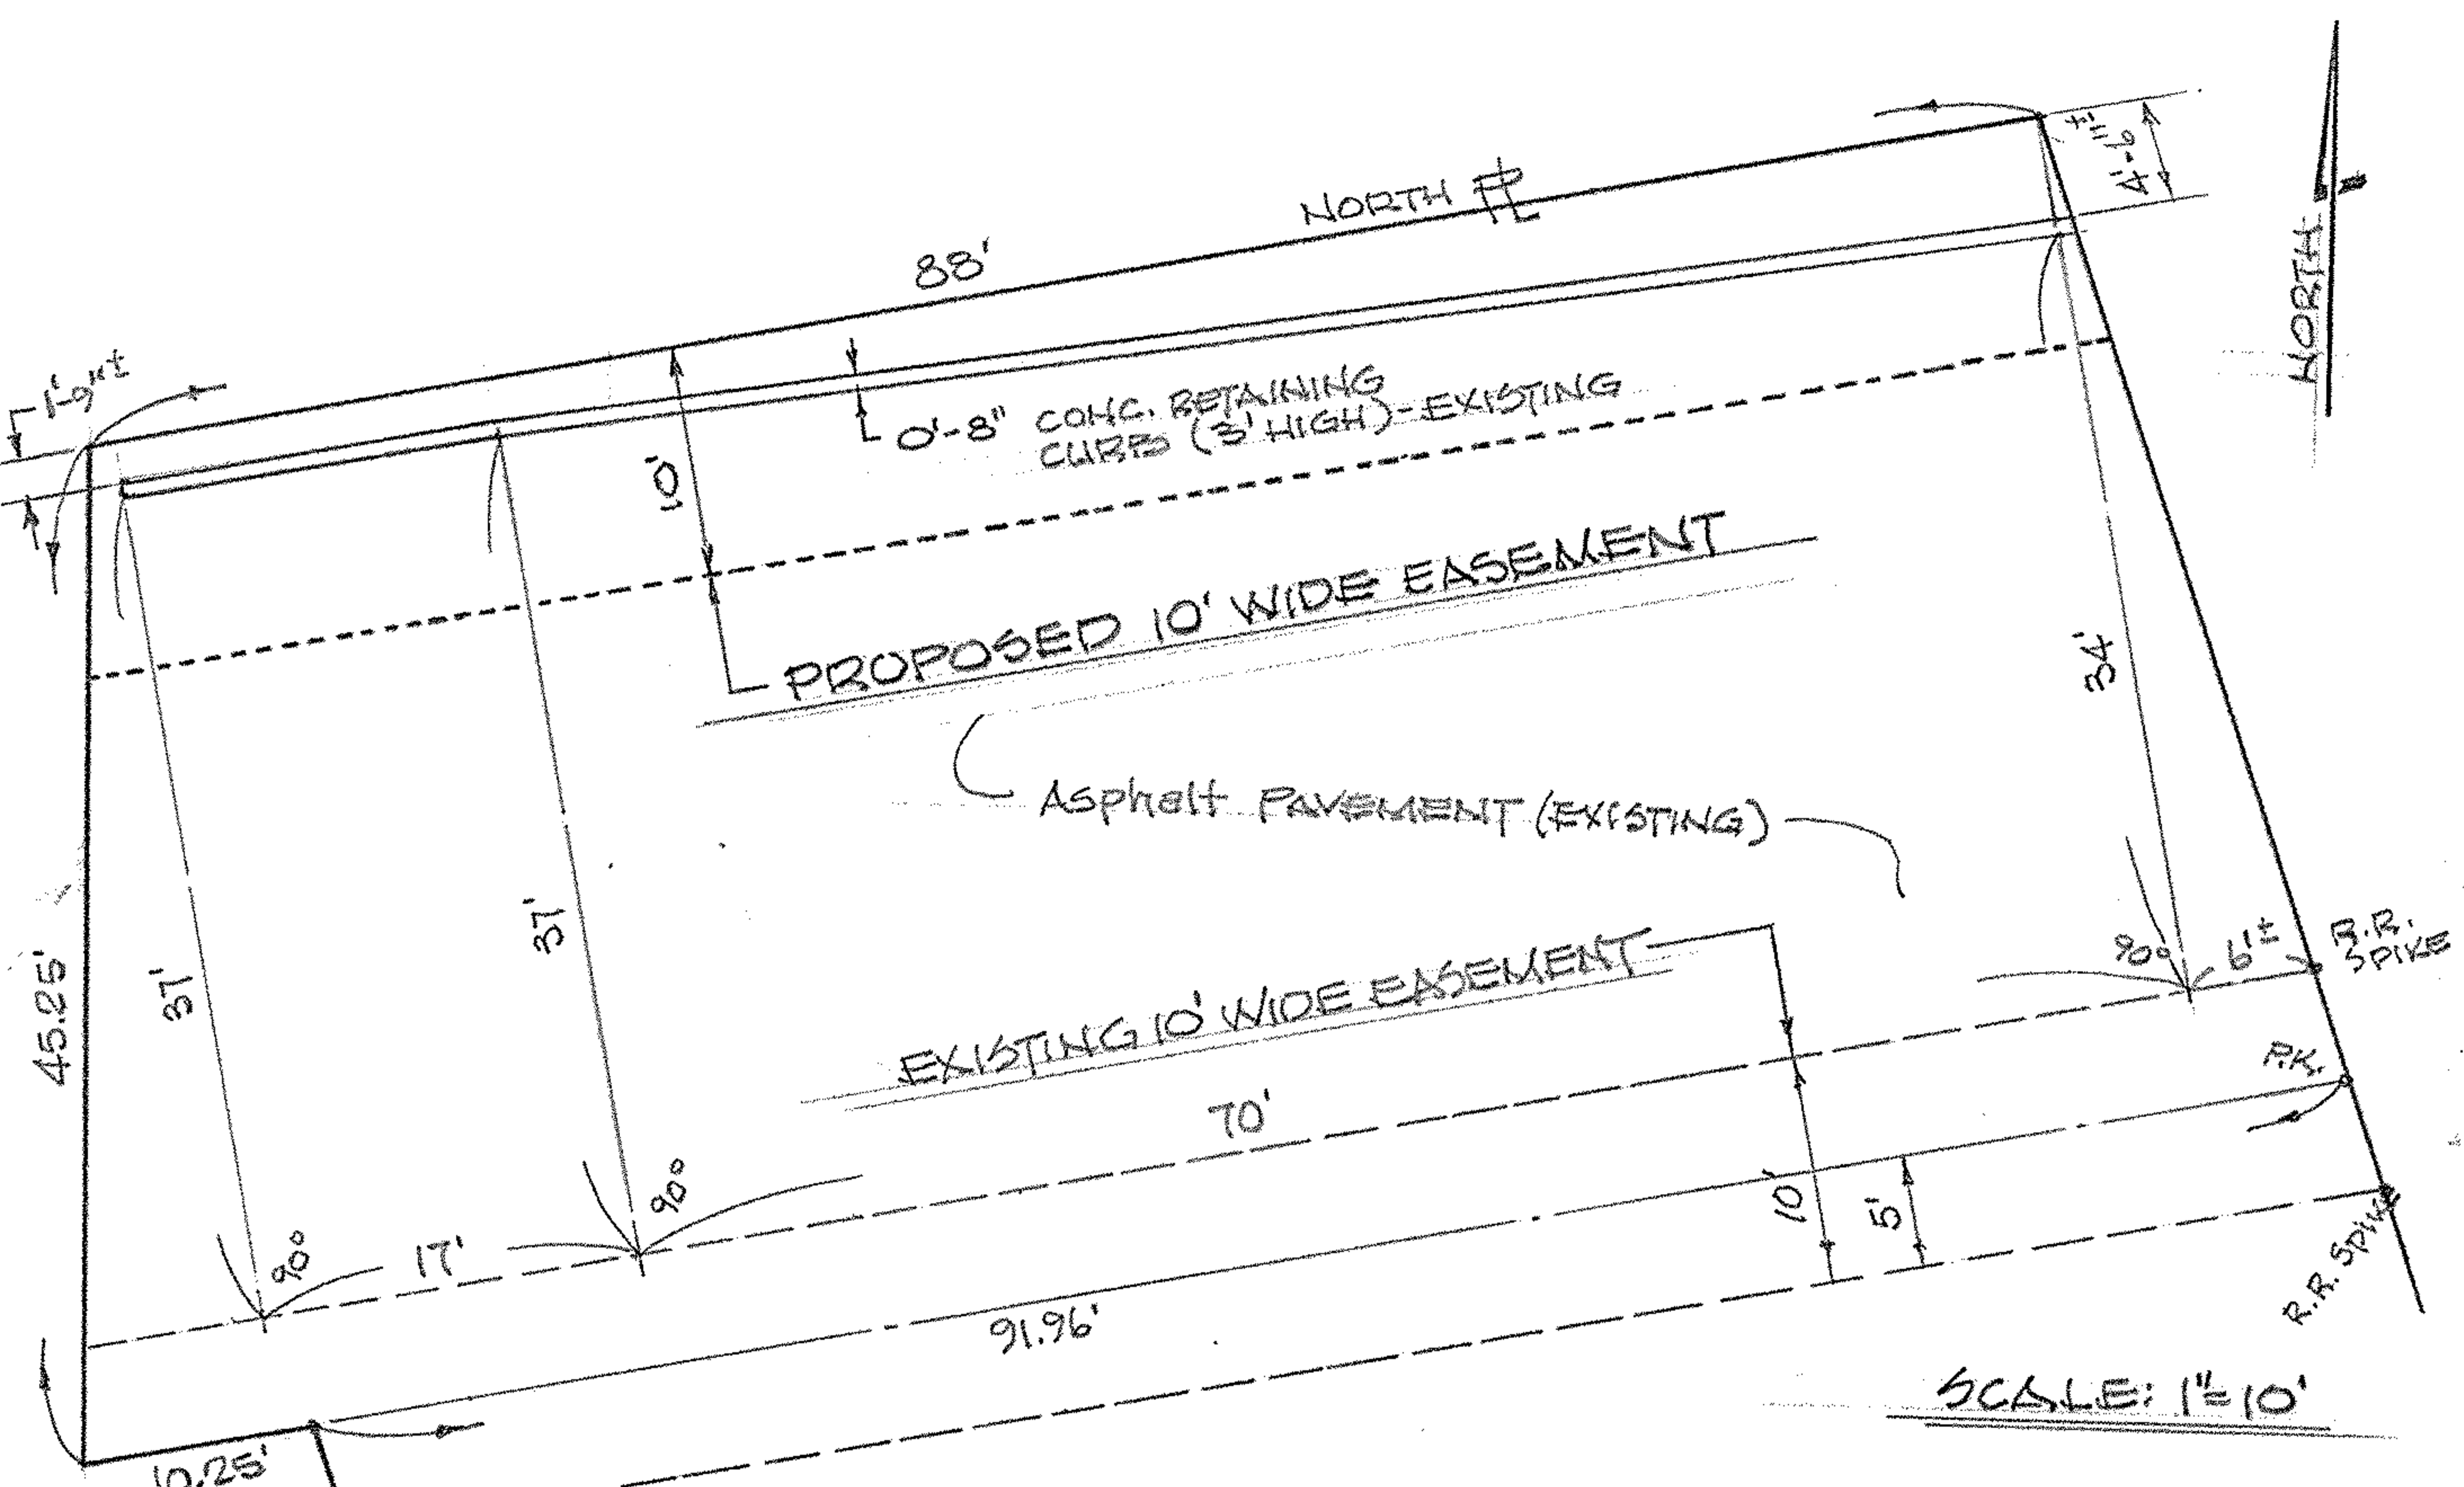 4'-6"±
NORTH ⅊
NORTH
88'
1'-9"±
0'-8" CONC. RETAINING
CURB (3' HIGH)-EXISTING
10'
PROPOSED 10' WIDE EASEMENT
34'
Asphalt PAVEMENT (EXISTING)
45.25'
37'
37'
EXISTING 10' WIDE EASEMENT
90°
6'±
R.R.
SPIKE
P.K.
70'
90°
90°
17'
10'
5'
91.96'
R.R. Spike
SCALE: 1"=10'
10.25'